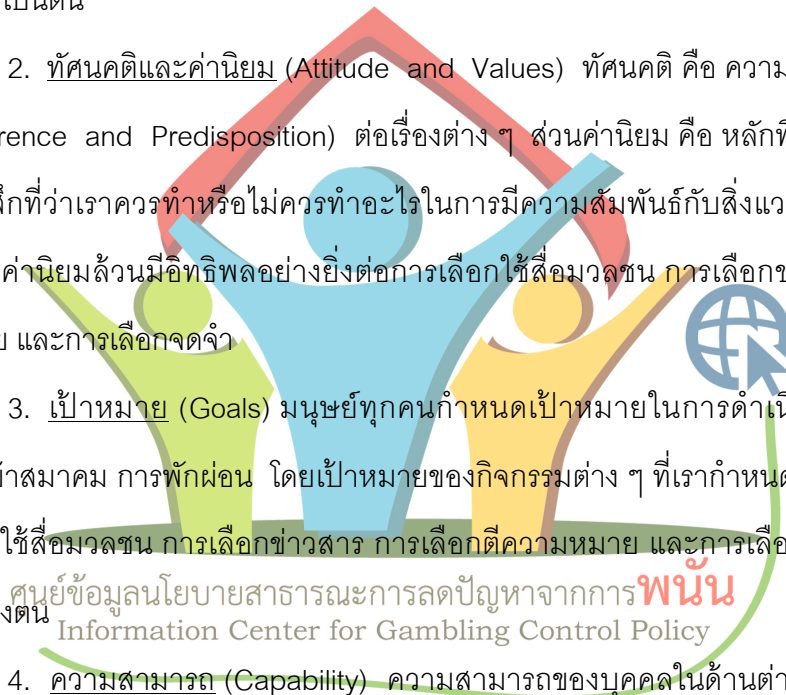 เป็นต้น
2. ทัศนคติและค่านิยม (Attitude and Values) ทัศนคติ คือ ความ
rence and Predisposition) ต่อเรื่องต่าง ๆ ส่วนค่านิยม คือ หลักพื
กที่ว่าเราควรทำหรือไม่ควรทำอะไรในการมีความสัมพันธ์กับสิ่งแว
ค่านิยมล้วนมีอิทธิพลอย่างยิ่งต่อการเลือกใช้สื่อมวลชน การเลือกข
ย และการเลือกจดจำ
3. เป้าหมาย (Goals) มนุษย์ทุกคนกำหนดเป้าหมายในการดำเนิ
ข้าสมาคม การพักผ่อน โดยเป้าหมายของกิจกรรมต่าง ๆ ที่เรากำหนด
ใช้สื่อมวลชน การเลือกข่าวสาร การเลือกตีความหมาย และการเลือ
ศูนย์ข้อมูลนโยบายสาธารณะการลดปัญหาจากการพนัน
งตน
Information Center for Gambling Control Policy
4. ความสามารถ (Capability) ความสามารถของบุคคลในด้านต่า